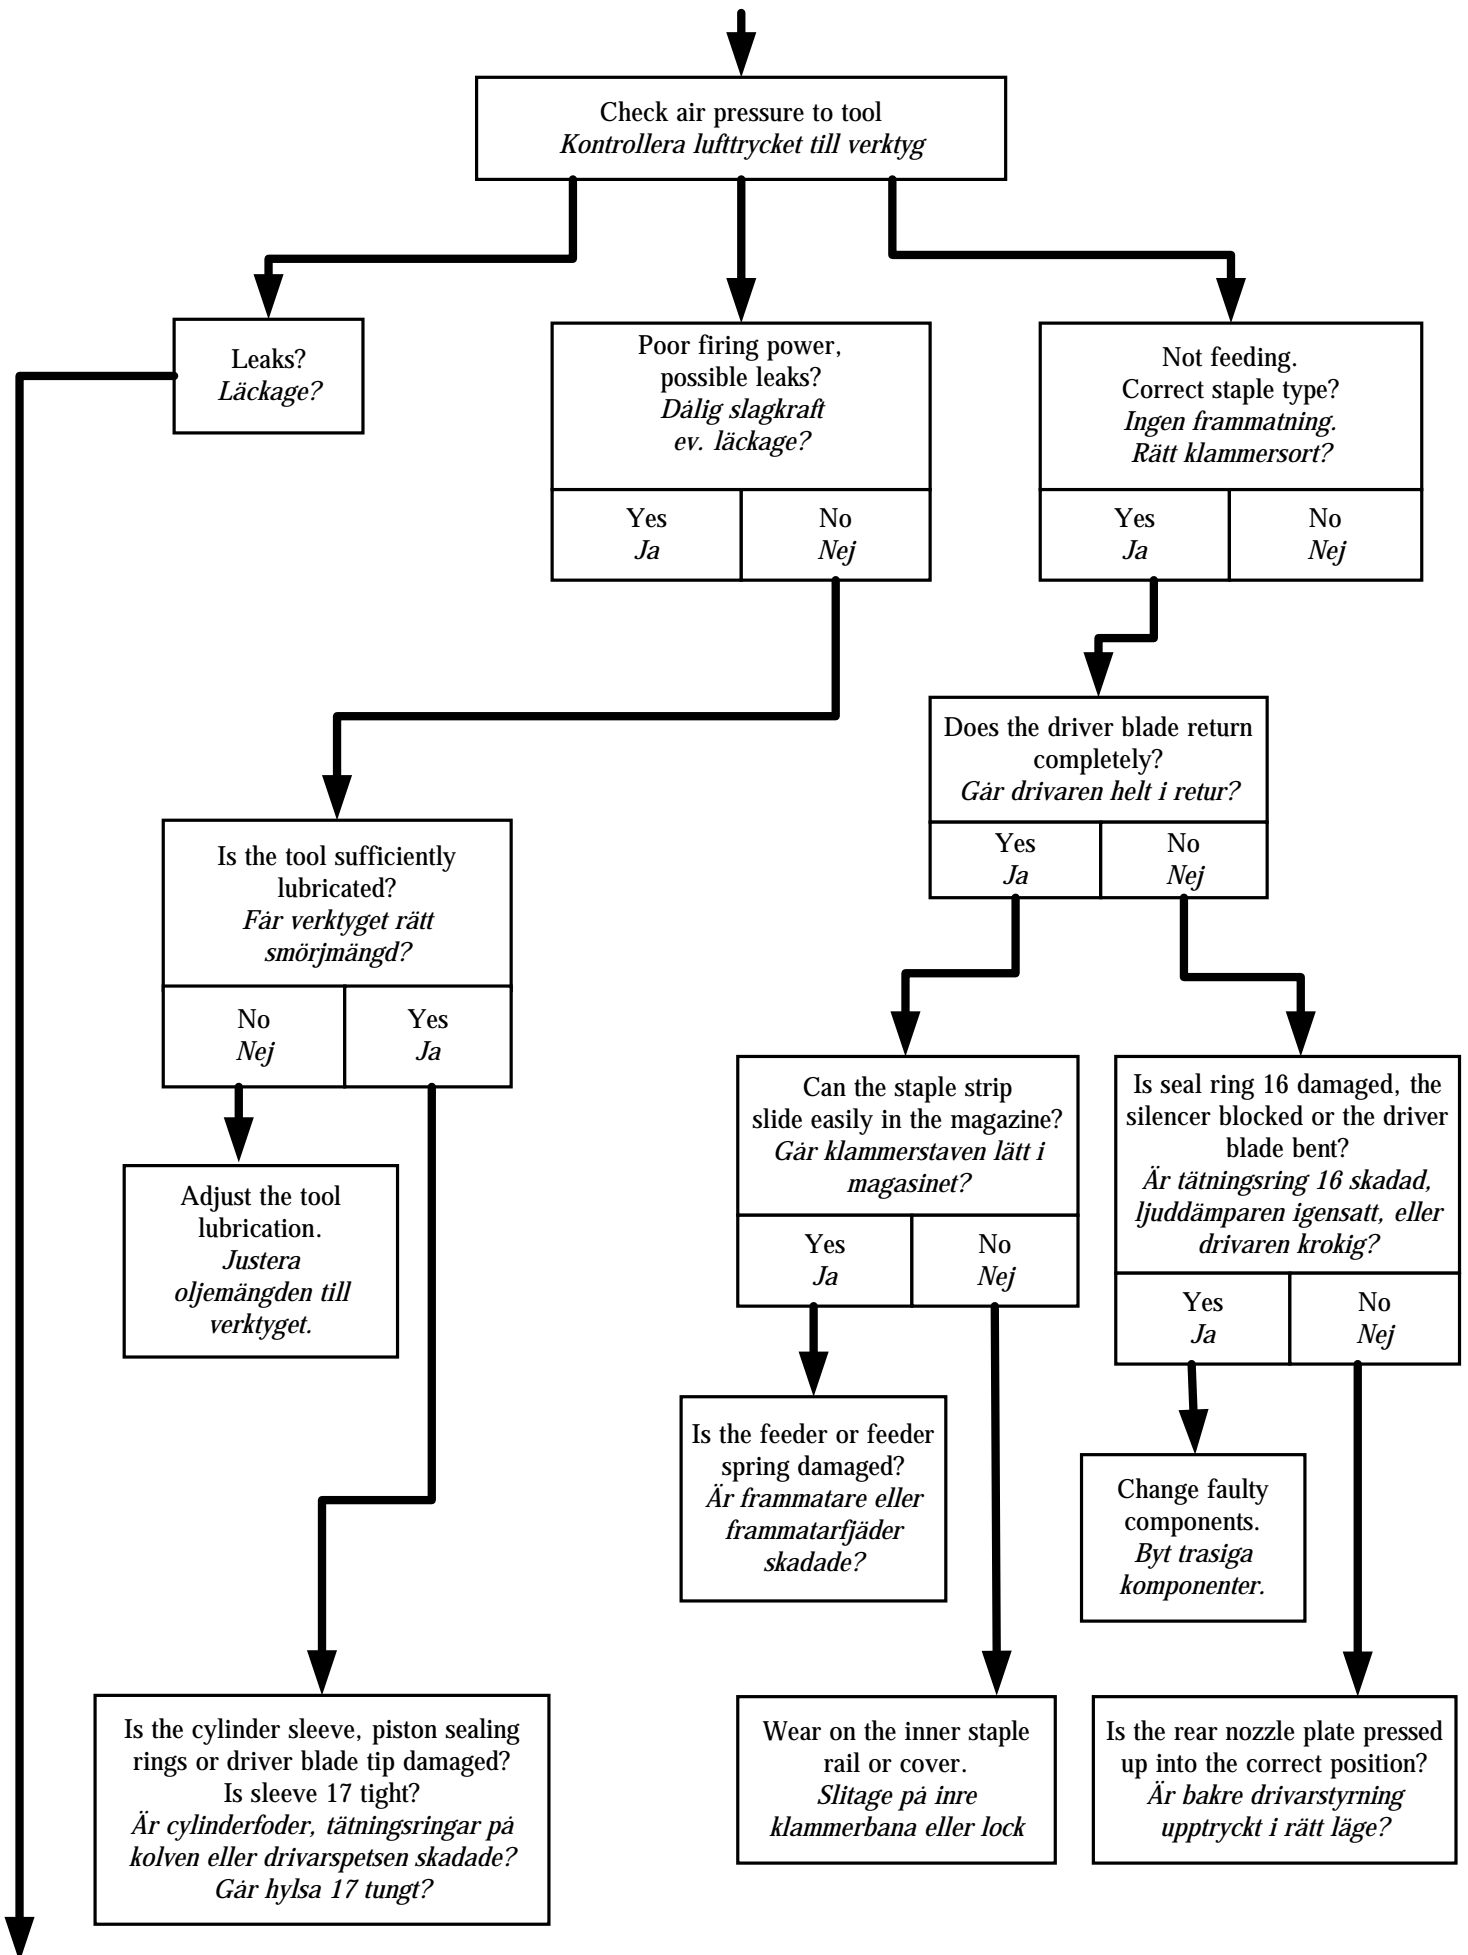 Check air pressure to tool
Kontrollera lufttrycket till verktyg
Leaks?
Läckage?
Poor firing power,
possible leaks?
Dålig slagkraft
ev. läckage?
Yes
Ja
No
Nej
Not feeding.
Correct staple type?
Ingen frammatning.
Rätt klammersort?
Yes
Ja
No
Nej
Does the driver blade return
completely?
Går drivaren helt i retur?
Yes
Ja
No
Nej
Is the tool sufficiently
lubricated?
Får verktyget rätt
smörjmängd?
No
Nej
Yes
Ja
Adjust the tool
lubrication.
Justera
oljemängden till
verktyget.
Can the staple strip
slide easily in the magazine?
Går klammerstaven lätt i
magasinet?
Yes
Ja
No
Nej
Is seal ring 16 damaged, the
silencer blocked or the driver
blade bent?
Är tätningsring 16 skadad,
ljuddämparen igensatt, eller
drivaren krokig?
Yes
Ja
No
Nej
Is the feeder or feeder
spring damaged?
Är frammatare eller
frammatarfjäder
skadade?
Change faulty
components.
Byt trasiga
komponenter.
Is the cylinder sleeve, piston sealing
rings or driver blade tip damaged?
Is sleeve 17 tight?
Är cylinderfoder, tätningsringar på
kolven eller drivarspetsen skadade?
Går hylsa 17 tungt?
Wear on the inner staple
rail or cover.
Slitage på inre
klammerbana eller lock
Is the rear nozzle plate pressed
up into the correct position?
Är bakre drivarstyrning
upptryckt i rätt läge?